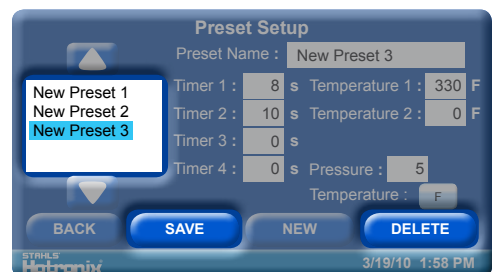 Preset Setup
Preset Name : New Preset 3
New Preset 1
New Preset 2
New Preset 3
Timer 1 : 8 s Temperature 1 : 330 F
Timer 2 : 10 s Temperature 2 : 0 F
Timer 3 : 0 s
Timer 4 : 0 s Pressure : 5
Temperature : F
BACK SAVE NEW DELETE
STAHLS'
Hotronix
3/19/10 1:58 PM